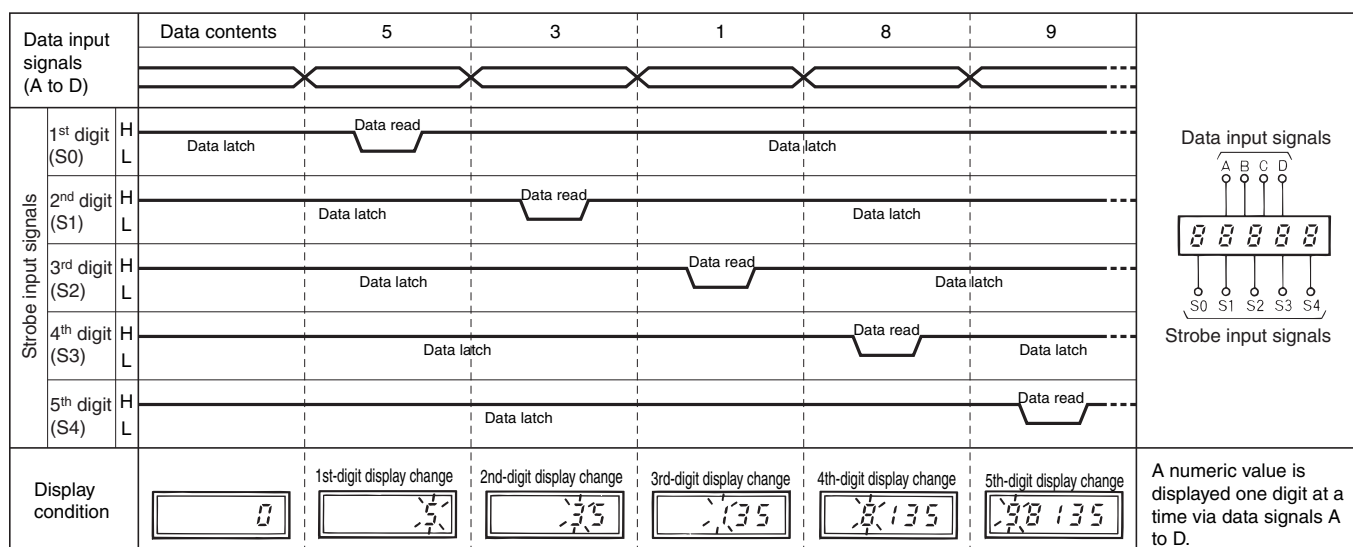 Data input
signals
(A to D)
Data contents 5 3 1 8 9
Strobe input signals
1st digit
(S0)
H
L
Data latch
Data read
Data latch
2nd digit
(S1)
H
L
Data latch
Data read
Data latch
3rd digit
(S2)
H
L
Data latch
Data read
Data latch
4th digit
(S3)
H
L
Data latch
Data read
Data latch
5th digit
(S4)
H
L
Data latch
Data read
Display
condition
0
1st-digit display change
5
2nd-digit display change
35
3rd-digit display change
135
4th-digit display change
8135
5th-digit display change
98135
Data input signals
A B C D
8 8 8 8 8
S0 S1 S2 S3 S4
Strobe input signals
A numeric value is
displayed one digit at a
time via data signals A
to D.